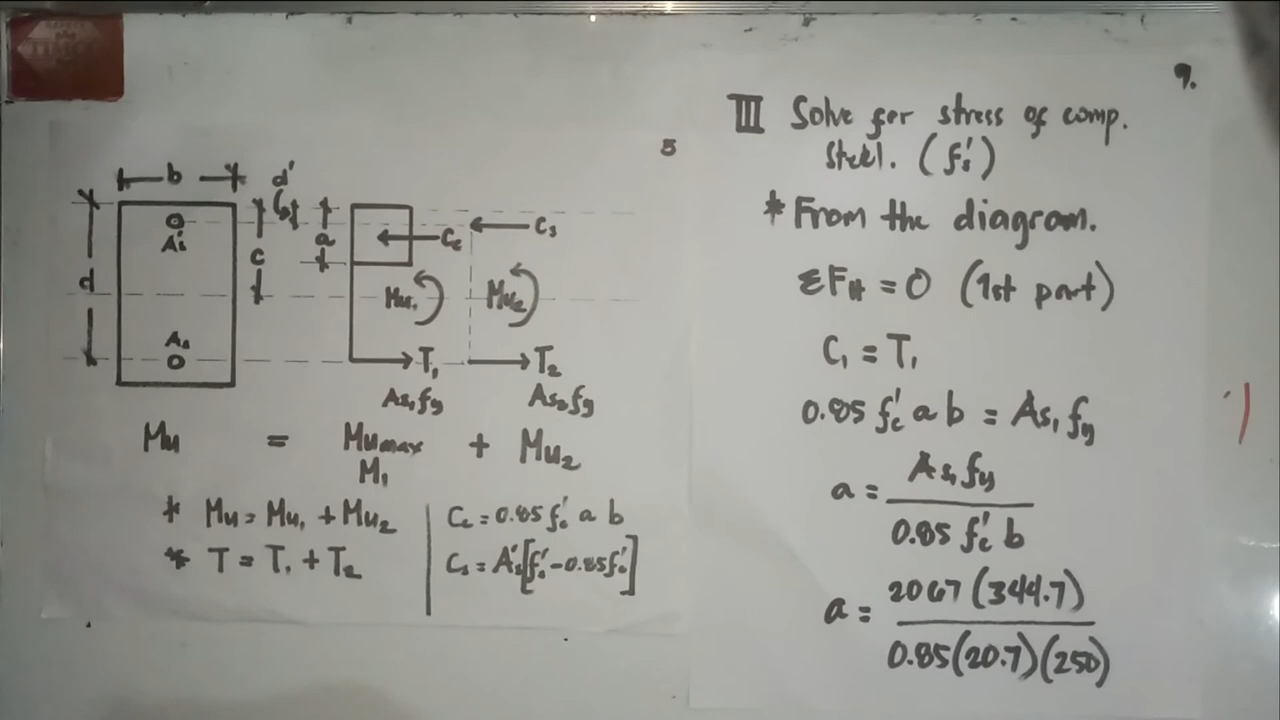 TIMCO
5
b
d'
d
A's
As
c
a
Cc
Cs
Mu1
Mu2
T1
T2
As1fy
As2fy
Mu = Mumax + Mu2
M1
* Mu = Mu1 + Mu2
* T = T1 + T2
Cc = 0.85 f'c a b
Cs = A's[f's - 0.85f'c]
9.
III Solve for stress of comp.
steel. (f's)
* From the diagram.
ΣFH = 0 (1st part)
C1 = T1
0.85 f'c a b = As1 fy
a = As1 fy
0.85 f'c b
a = 2067 (344.7)
0.85(20.7)(250)